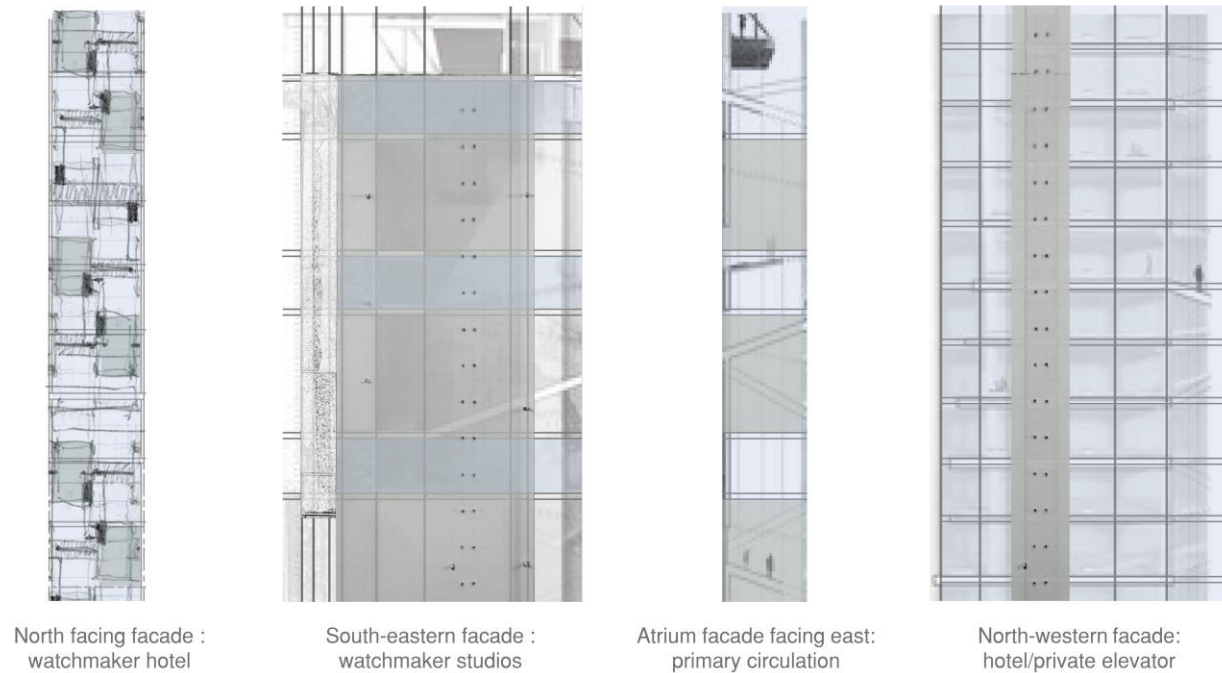 North facing facade :
watchmaker hotel
South-eastern facade :
watchmaker studios
Atrium facade facing east:
primary circulation
North-western facade:
hotel/private elevator